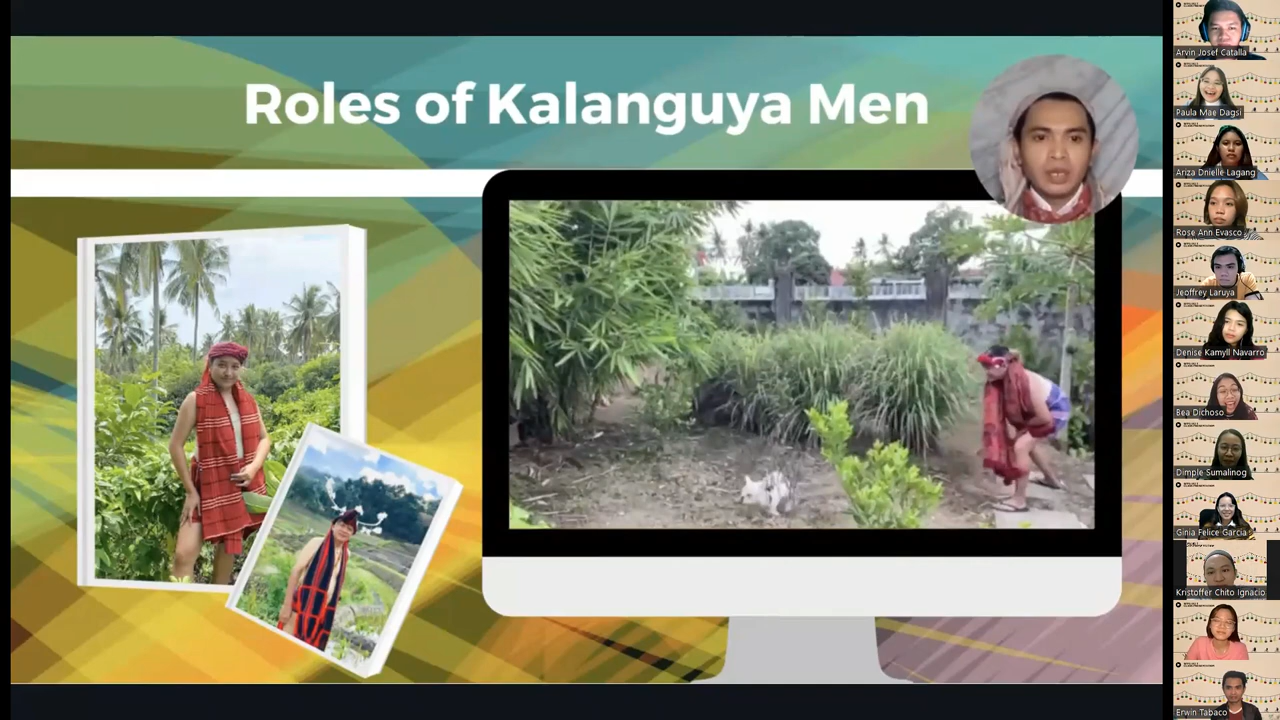 Roles of Kalanguya Men
Arvin Josef Catalla
Paula Mae Dagsi
Ariza Dnielle Lagang
Rose Ann Evasco
Jeoffrey Laruya
Denise Kamyll Navarro
Bea Dichoso
Dimple Sumalinog
Ginia Felice Garcia
Kristoffer Chito Ignacio
Erwin Tabaco